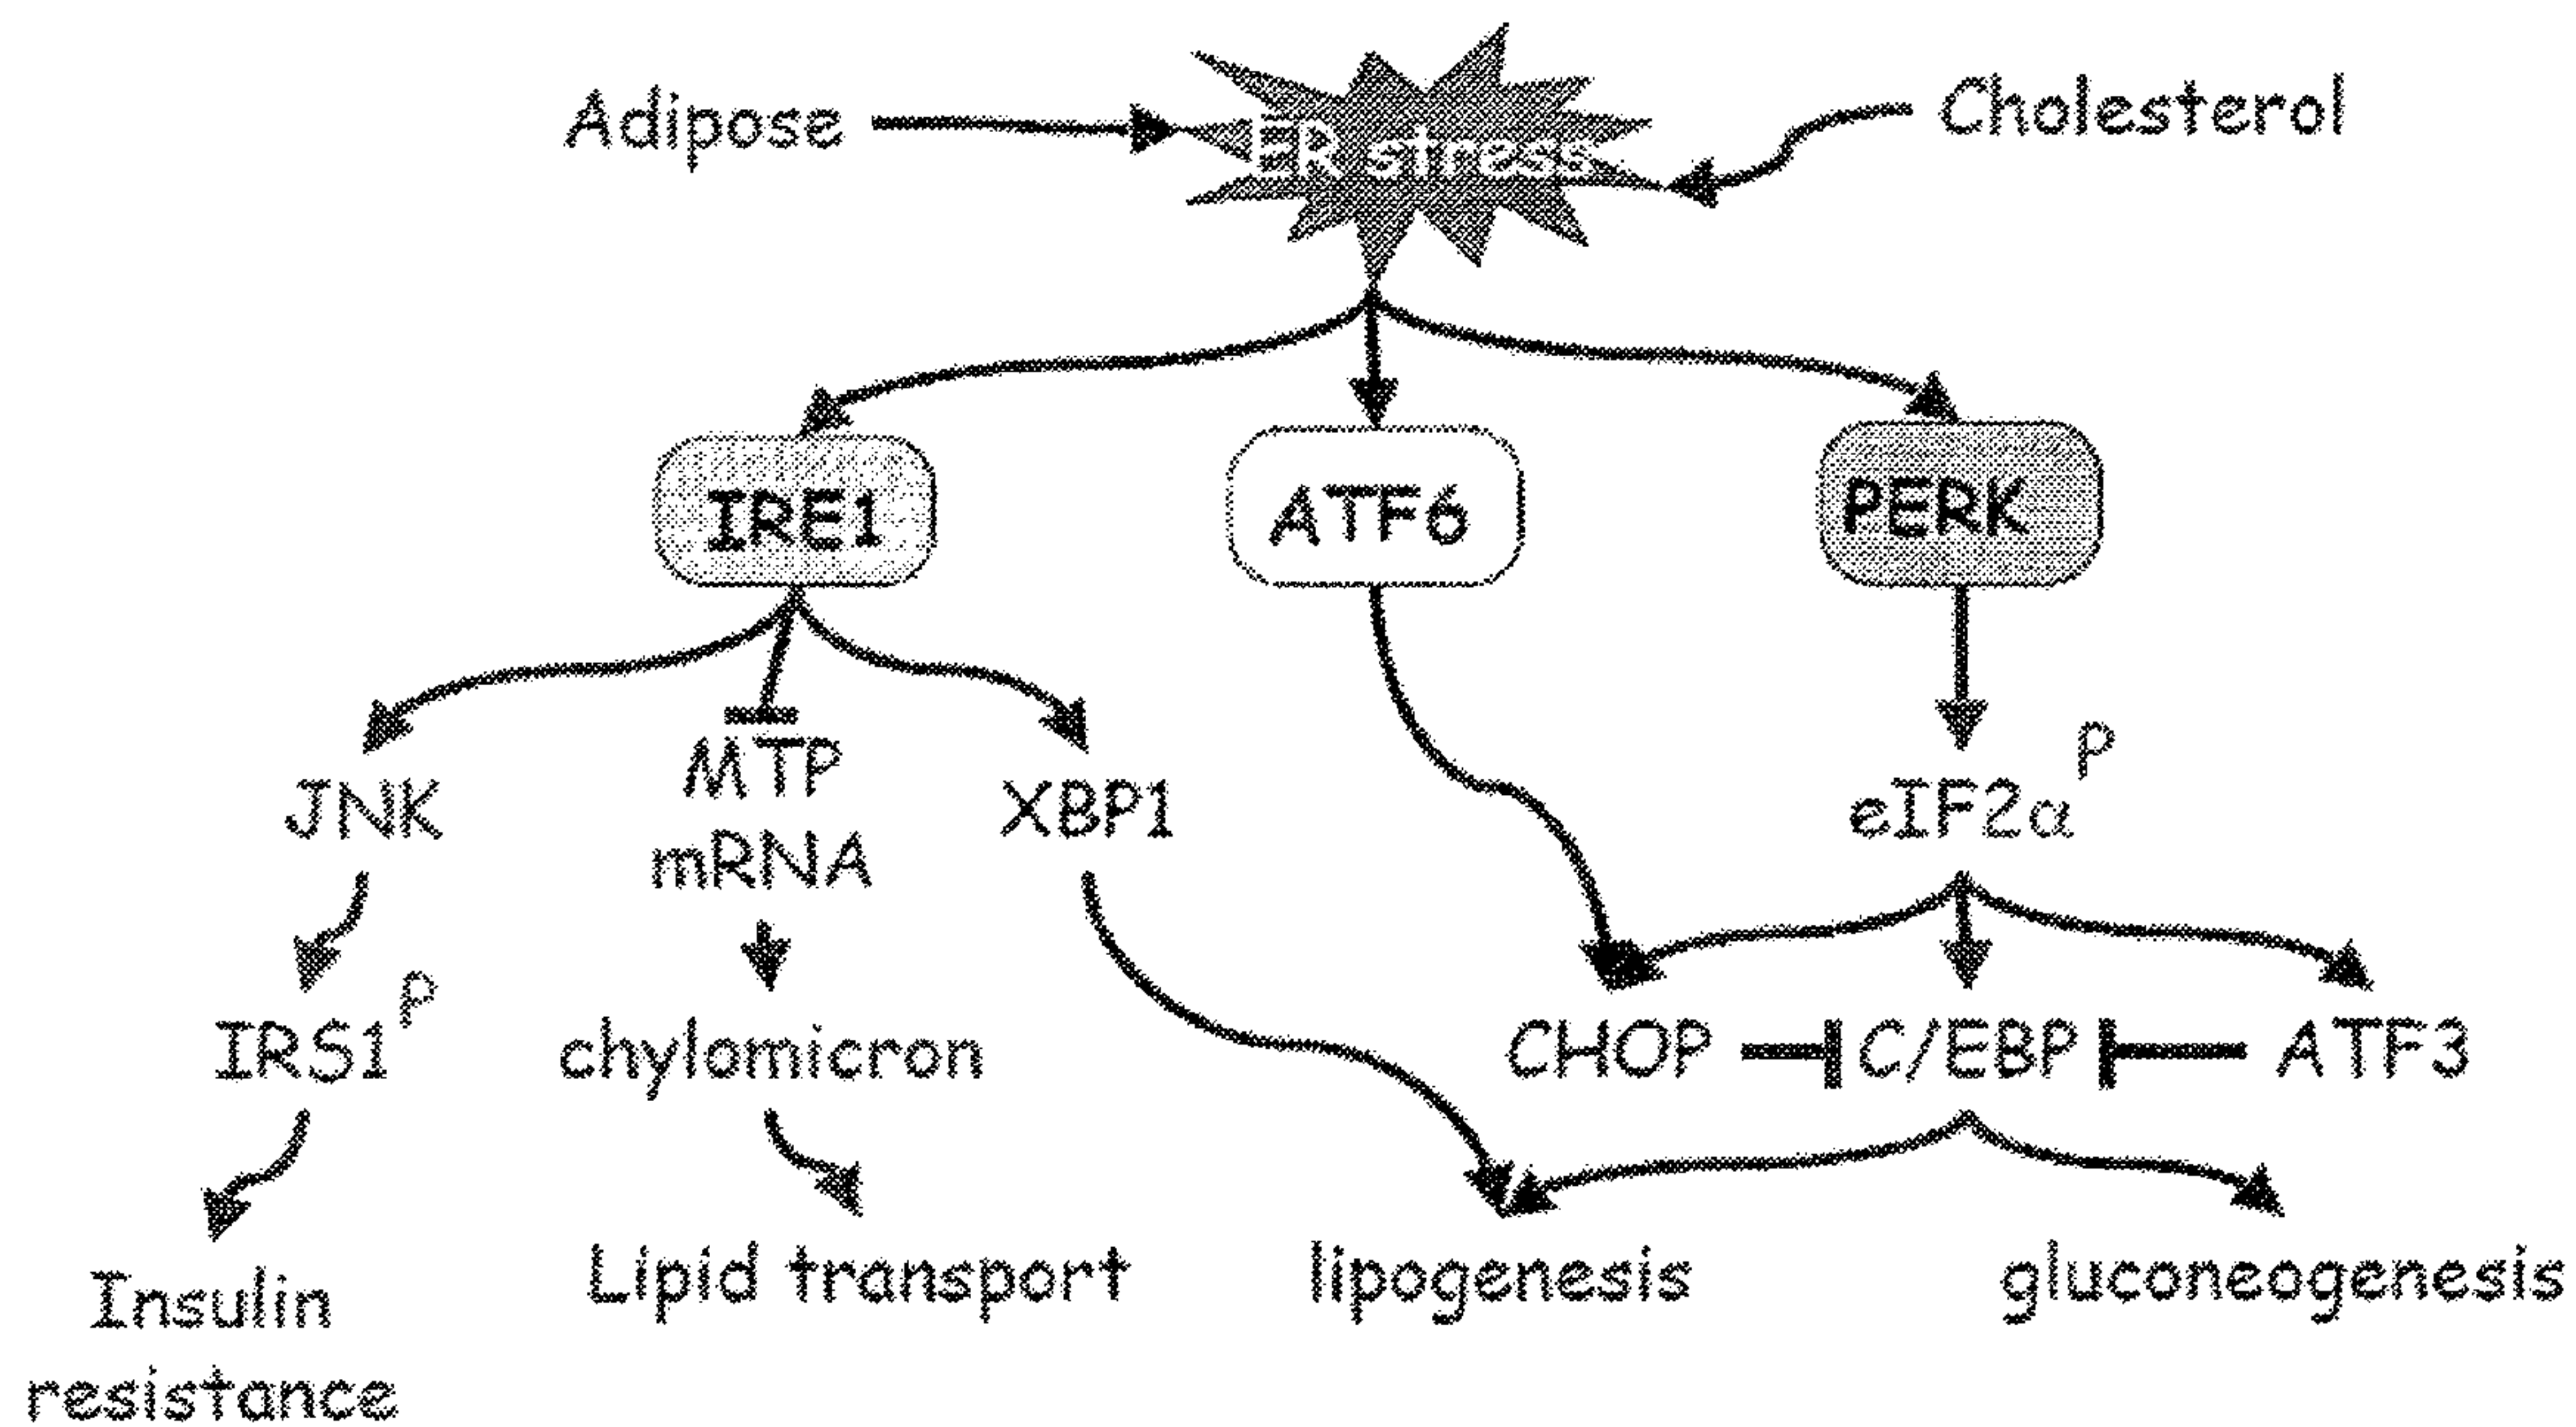 Adipose
ER stress
Cholesterol
IRE1
ATF6
PERK
JNK
MTP
mRNA
XBP1
eIF2α P
IRS1 P
chylomicron
CHOP
C/EBP
ATF3
Insulin
resistance
Lipid transport
lipogenesis
gluconeogenesis